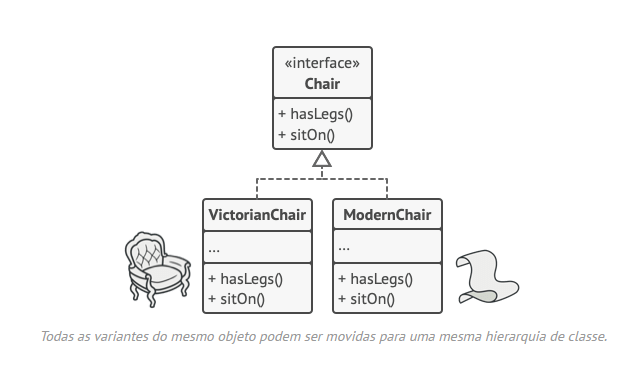 «interface»
Chair
+ hasLegs()
+ sitOn()
VictorianChair
...
+ hasLegs()
+ sitOn()
ModernChair
...
+ hasLegs()
+ sitOn()
Todas as variantes do mesmo objeto podem ser movidas para uma mesma hierarquia de classe.